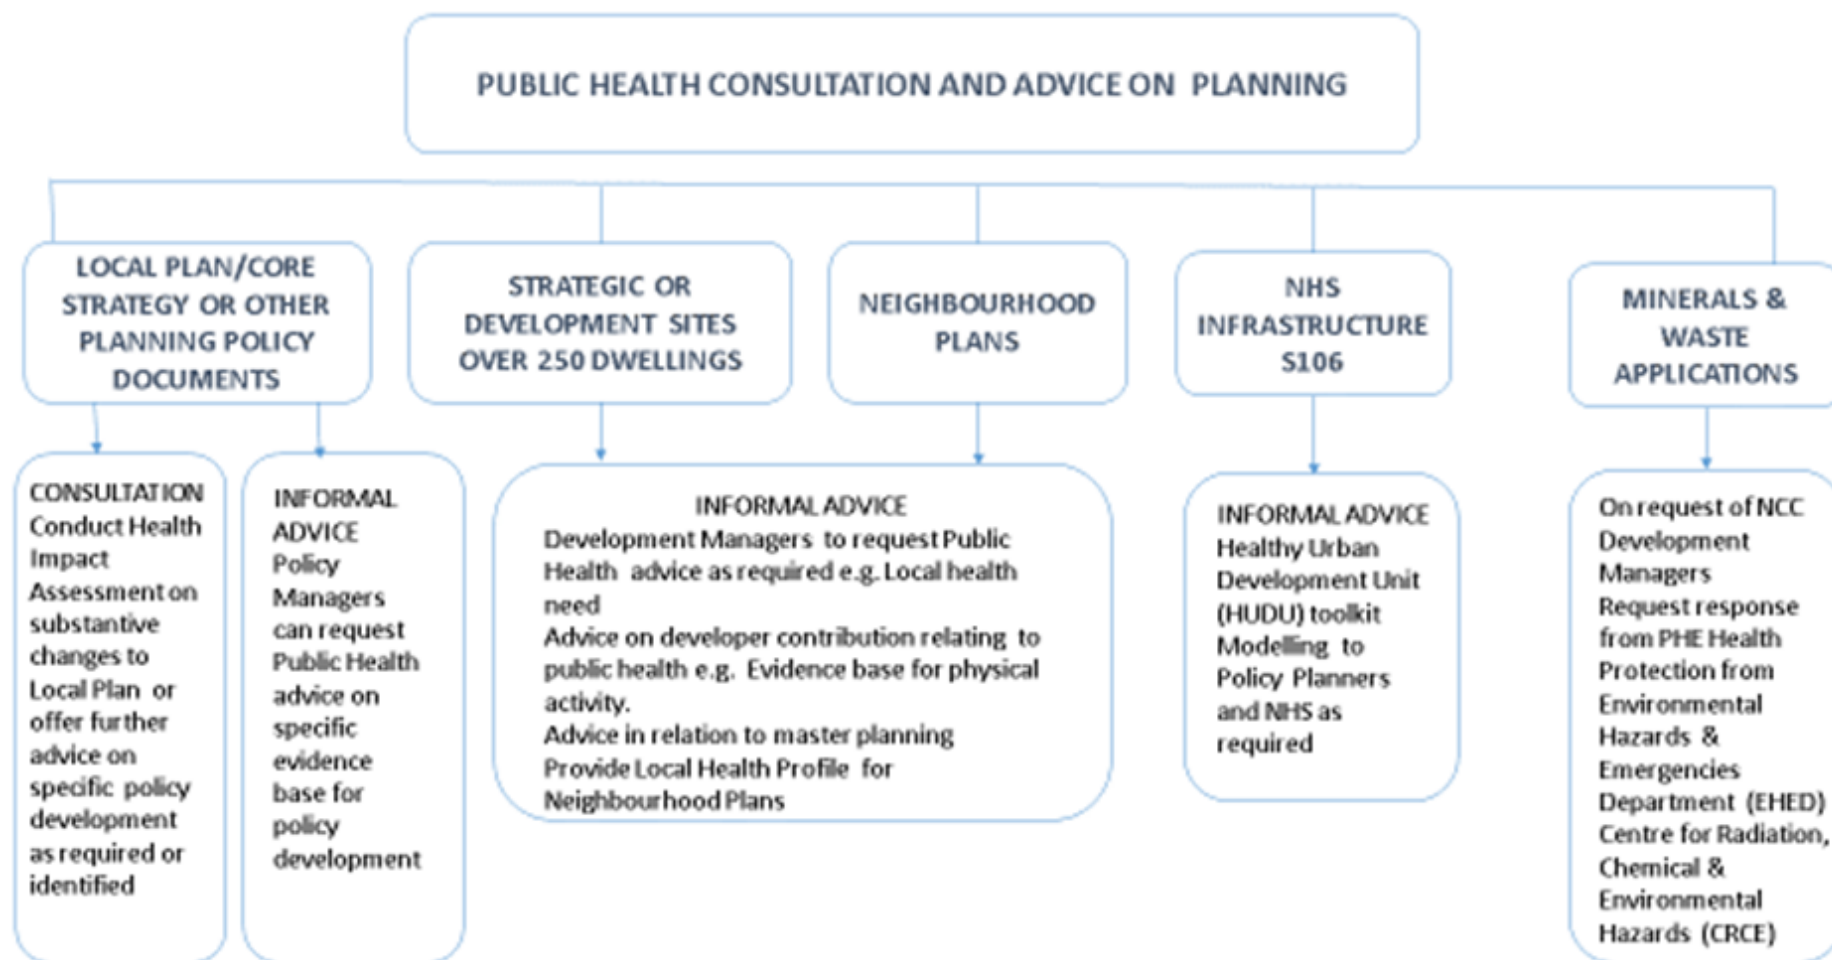 PUBLIC HEALTH CONSULTATION AND ADVICE ON PLANNING
LOCAL PLAN/CORE
STRATEGY OR OTHER
PLANNING POLICY
DOCUMENTS
STRATEGIC OR
DEVELOPMENT SITES
OVER 250 DWELLINGS
NEIGHBOURHOOD
PLANS
NHS
INFRASTRUCTURE
S106
MINERALS &
WASTE
APPLICATIONS
CONSULTATION
Conduct Health
Impact
Assessment on
substantive
changes to
Local Plan or
offer further
advice on
specific policy
development
as required or
identified
INFORMAL
ADVICE
Policy
Managers
can request
Public Health
advice on
specific
evidence
base for
policy
development
INFORMAL ADVICE
Development Managers to request Public
Health advice as required e.g. Local health
need
Advice on developer contribution relating to
public health e.g. Evidence base for physical
activity.
Advice in relation to master planning
Provide Local Health Profile for
Neighbourhood Plans
INFORMAL ADVICE
Healthy Urban
Development Unit
(HUDU) toolkit
Modelling to
Policy Planners
and NHS as
required
On request of NCC
Development
Managers
Request response
from PHE Health
Protection from
Environmental
Hazards &
Emergencies
Department (EHED)
Centre for Radiation,
Chemical &
Environmental
Hazards (CRCE)